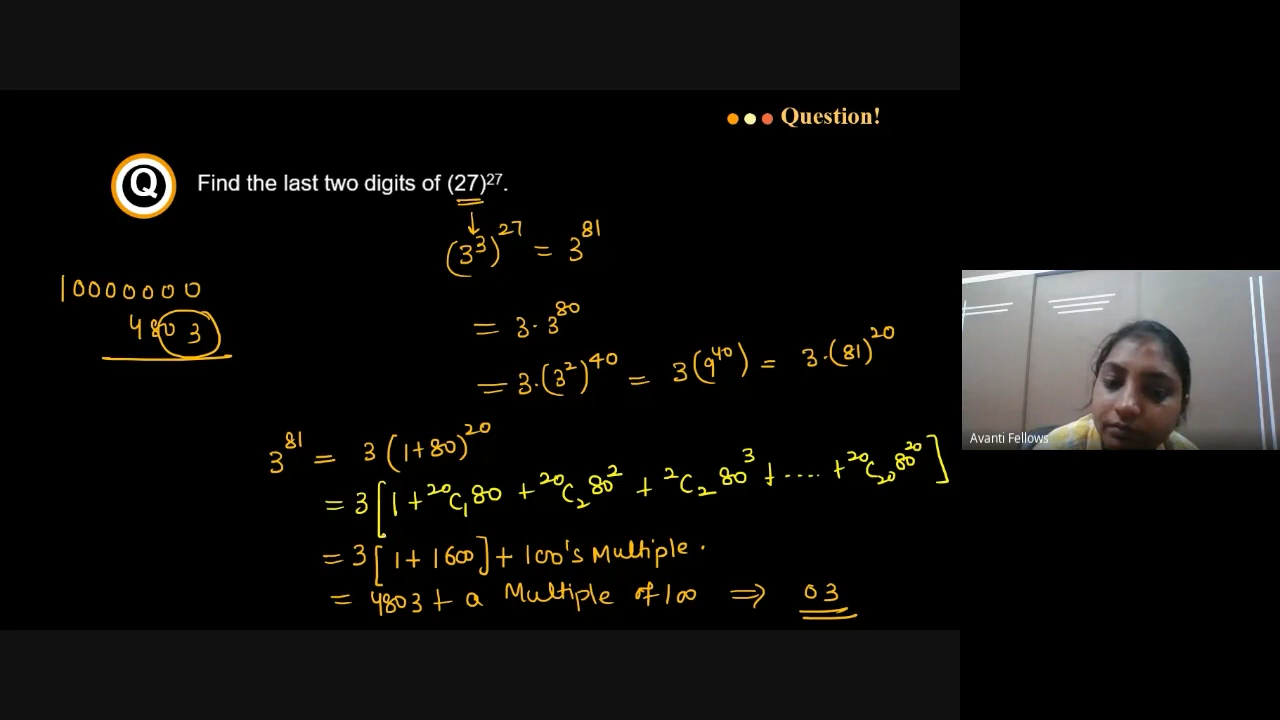 Question!
Q
Find the last two digits of (27)²⁷.
↓
(3³)²⁷ = 3⁸¹
10000000
4803
= 3·3⁸⁰
= 3·(3²)⁴⁰ = 3(9⁴⁰) = 3·(81)²⁰
3⁸¹ = 3(1+80)²⁰
= 3[1+²⁰C₁80 + ²⁰C₂80² + ²C₂ 80³ + ..... + ²⁰C₂₀80²⁰]
= 3[1+1600] + 100's Multiple.
= 4803 + a Multiple of 100 ⇒ 03
Avanti Fellows